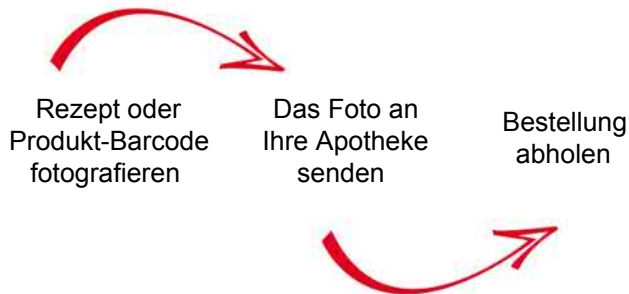 Rezept oder
Produkt-Barcode
fotografieren
Das Foto an
Ihre Apotheke
senden
Bestellung
abholen